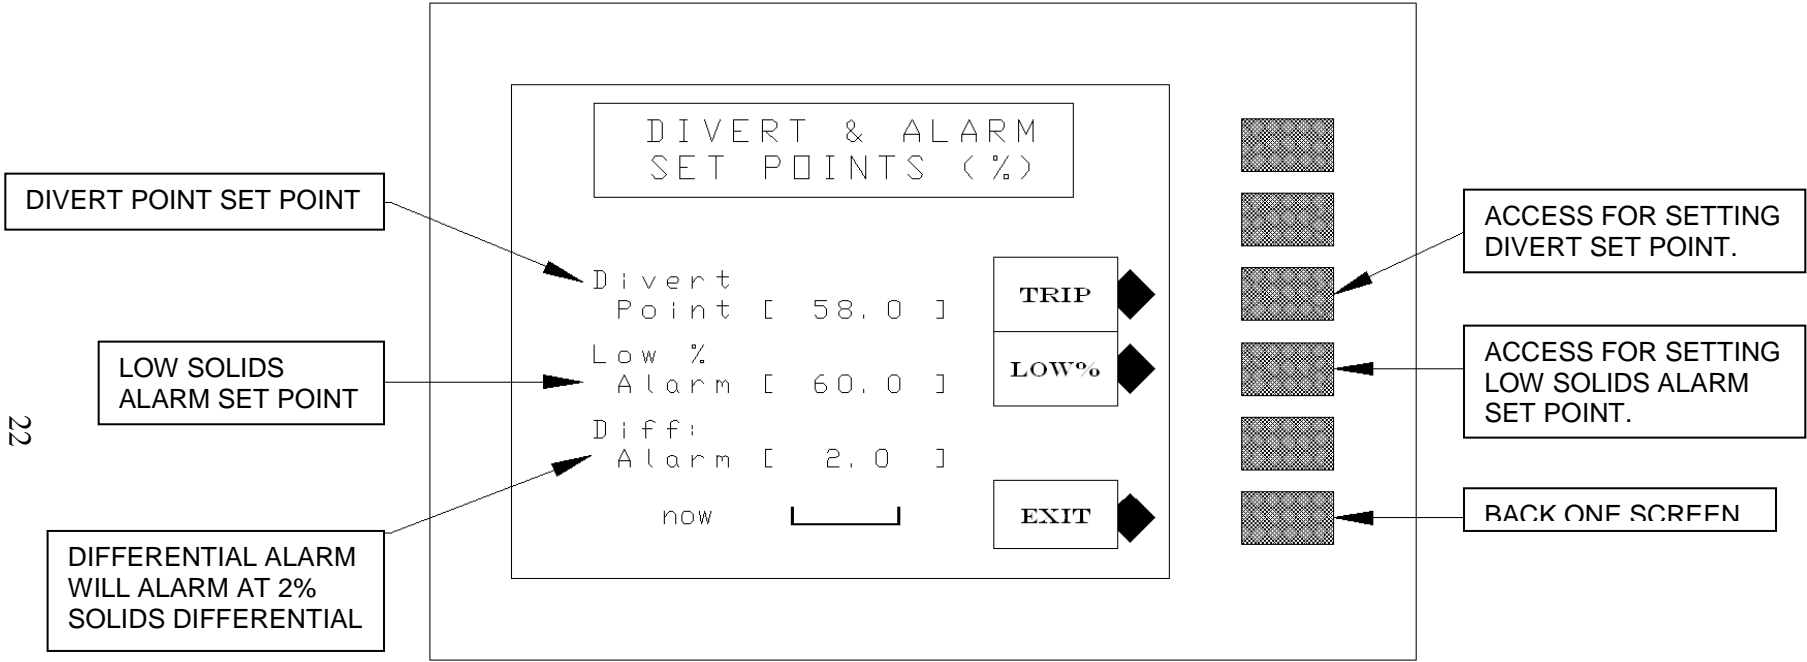 DIVERT & ALARM
SET POINTS (%)
DIVERT POINT SET POINT
Divert
Point [ 58.0 ]
TRIP
ACCESS FOR SETTING
DIVERT SET POINT.
LOW SOLIDS
ALARM SET POINT
Low %
Alarm [ 60.0 ]
LOW%
ACCESS FOR SETTING
LOW SOLIDS ALARM
SET POINT.
Diff:
Alarm [ 2.0 ]
now
EXIT
BACK ONE SCREEN
DIFFERENTIAL ALARM
WILL ALARM AT 2%
SOLIDS DIFFERENTIAL
22